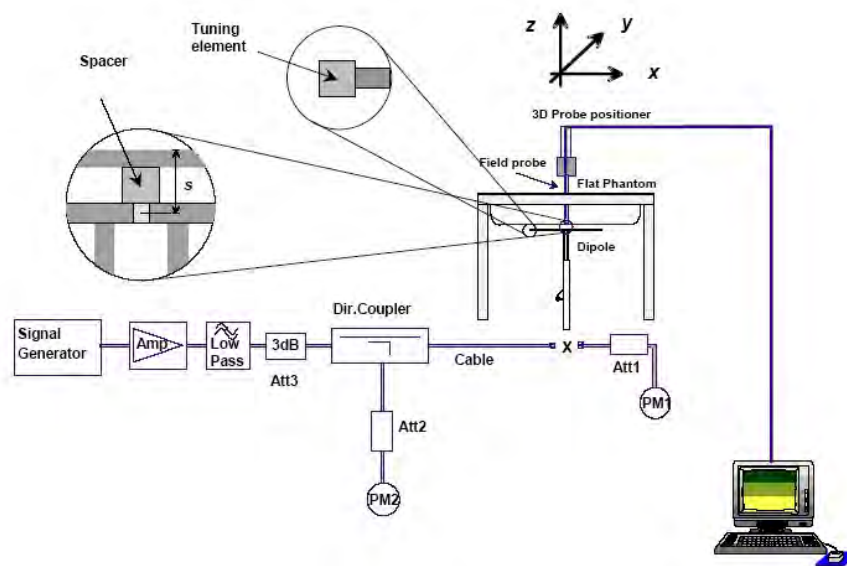 Tuning
element
Spacer
z
y
x
3D Probe positioner
Field probe
Flat Phantom
s
Dipole
Dir.Coupler
Signal
Generator
Amp
Low
Pass
3dB
Att3
Cable
X
Att1
PM1
Att2
PM2